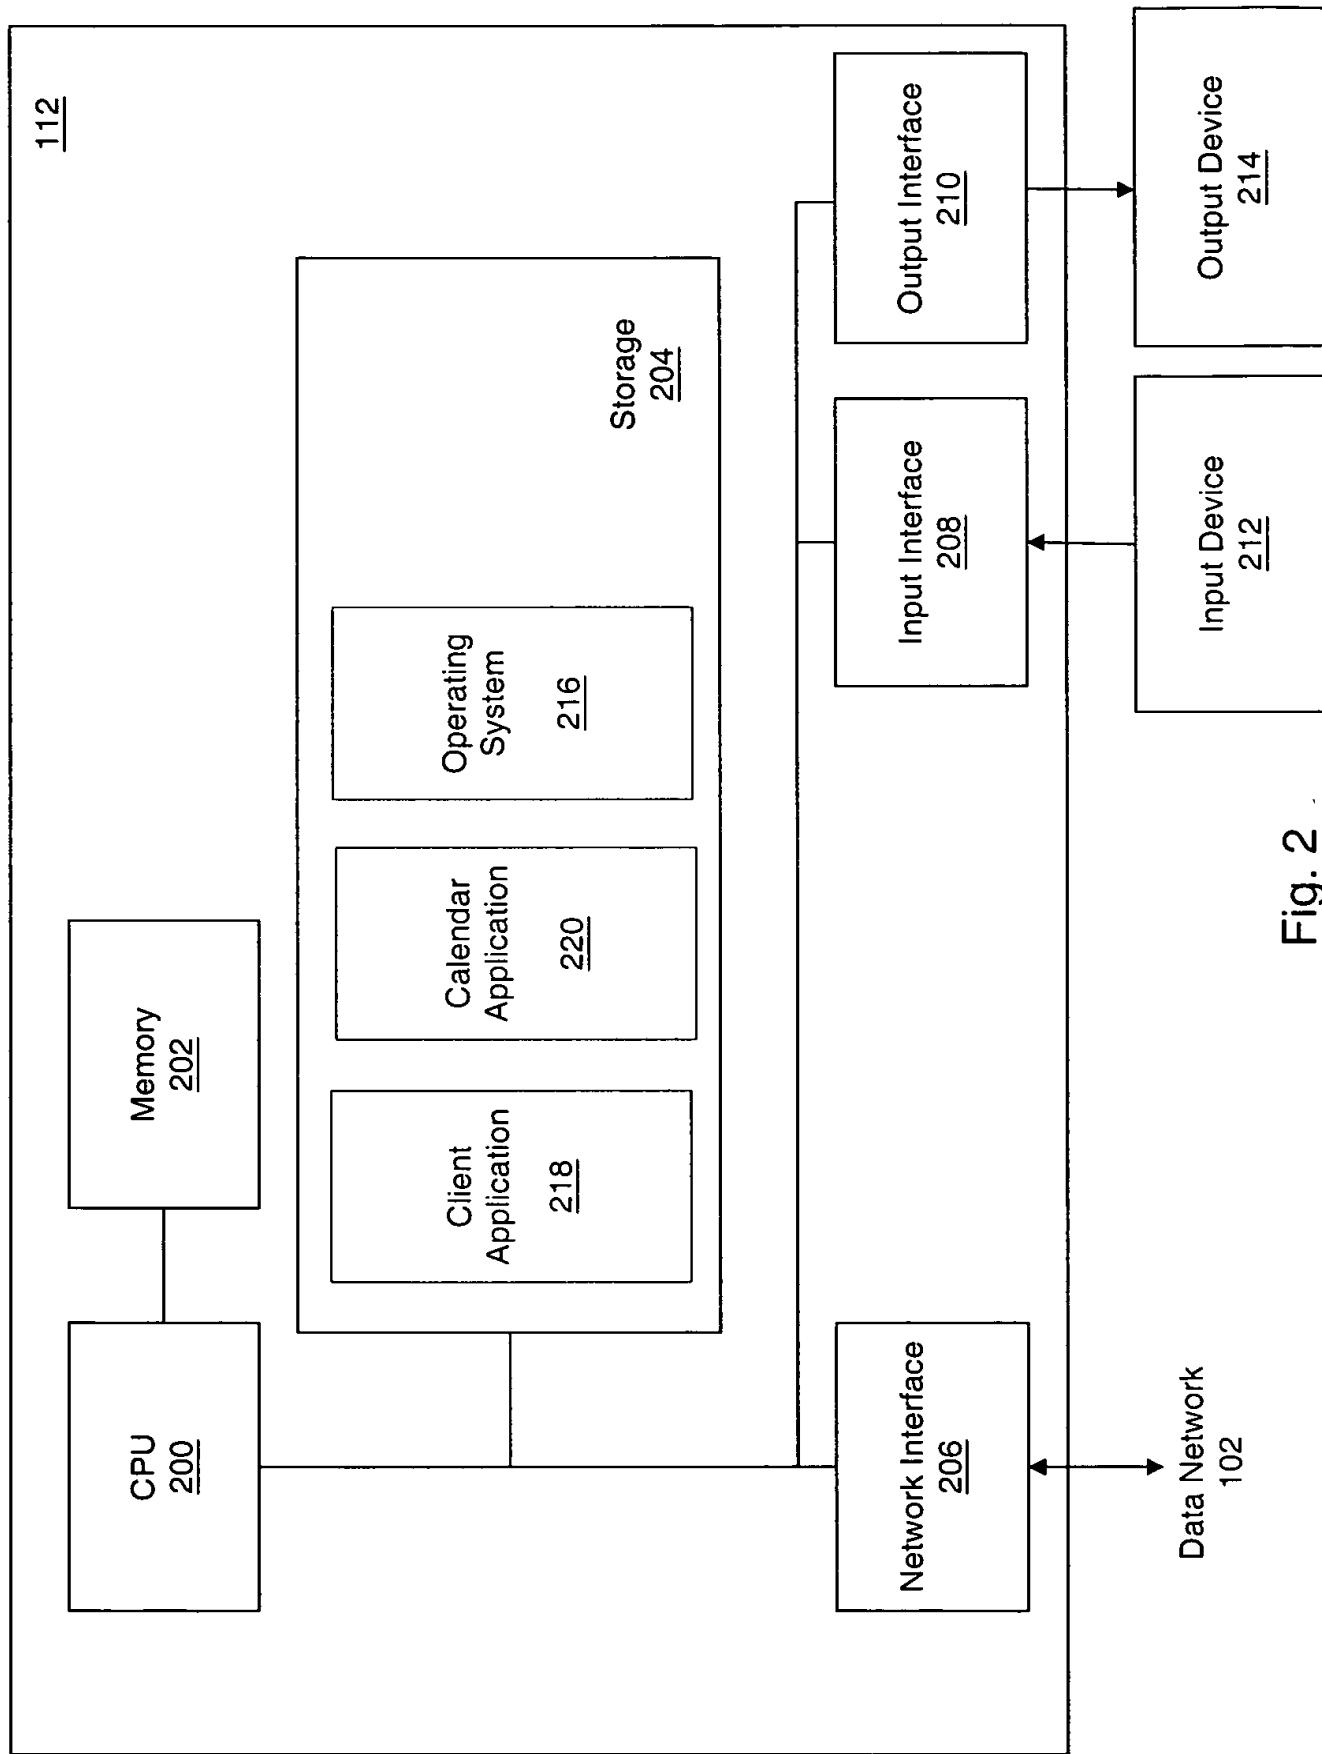 112
CPU
200
Memory
202
Client
Application
218
Calendar
Application
220
Operating
System
216
Storage
204
Network Interface
206
Input Interface
208
Output Interface
210
Data Network
102
Input Device
212
Output Device
214
Fig. 2